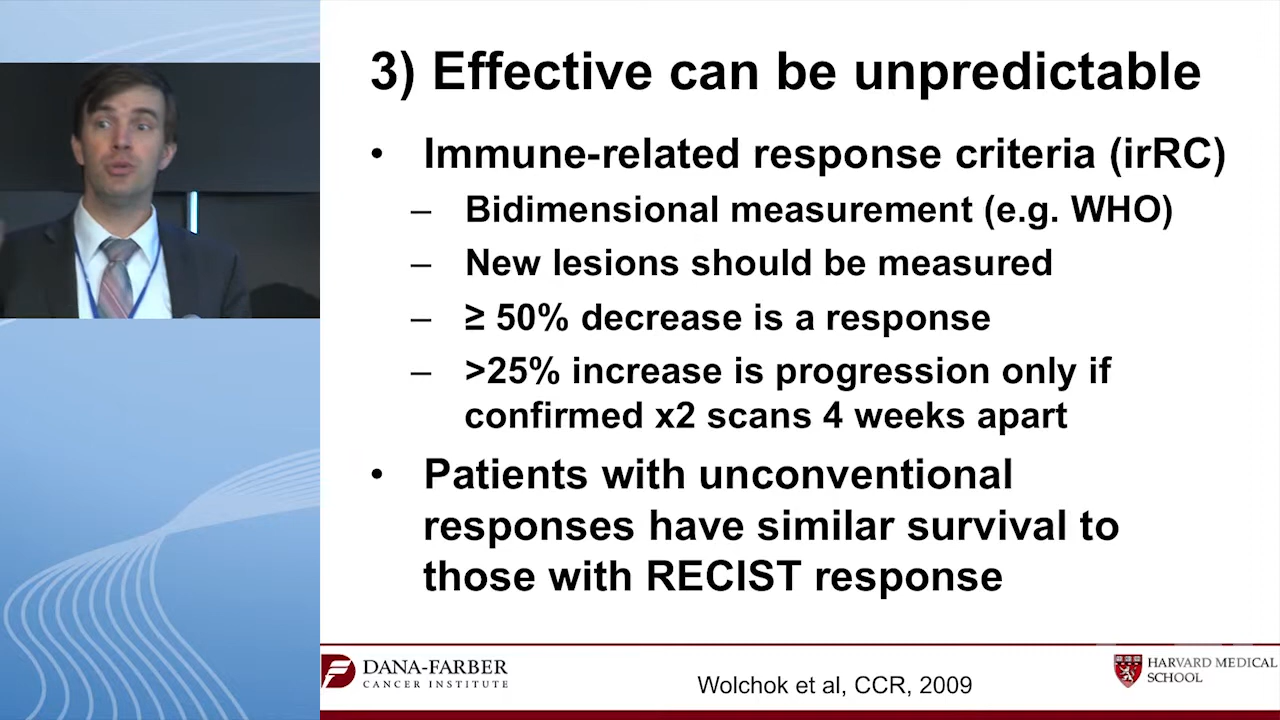 3) Effective can be unpredictable
• Immune-related response criteria (irRC)
– Bidimensional measurement (e.g. WHO)
– New lesions should be measured
– ≥ 50% decrease is a response
– >25% increase is progression only if
confirmed x2 scans 4 weeks apart
• Patients with unconventional
responses have similar survival to
those with RECIST response
DANA-FARBER
CANCER INSTITUTE
Wolchok et al, CCR, 2009
HARVARD MEDICAL
SCHOOL